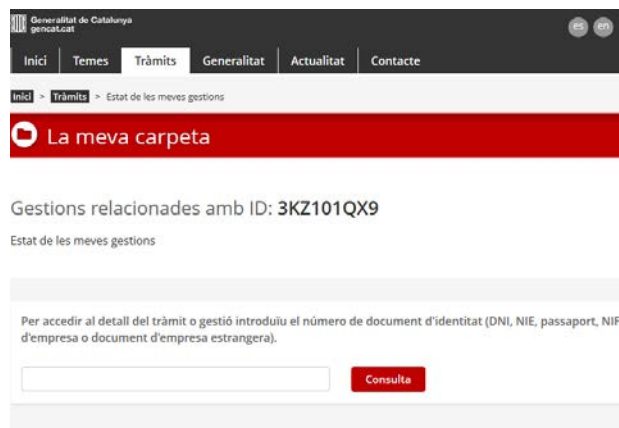 Generalitat de Catalunya
gencat.cat
es en
Inici Temes Tràmits Generalitat Actualitat Contacte
Inici > Tràmits > Estat de les meves gestions
La meva carpeta
Gestions relacionades amb ID: 3KZ101QX9
Estat de les meves gestions
Per accedir al detall del tràmit o gestió introduïu el número de document d'identitat (DNI, NIE, passaport, NIF
d'empresa o document d'empresa estrangera).
Consulta